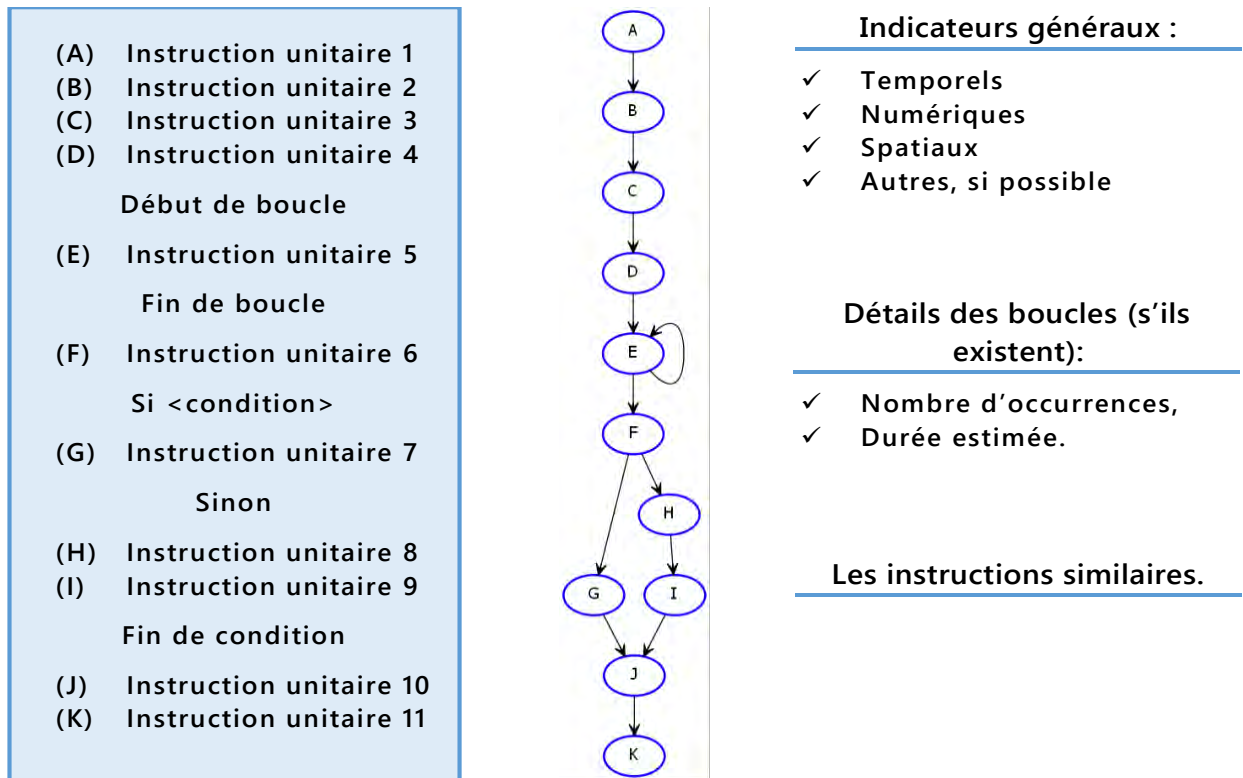 (A) Instruction unitaire 1
(B) Instruction unitaire 2
(C) Instruction unitaire 3
(D) Instruction unitaire 4
Début de boucle
(E) Instruction unitaire 5
Fin de boucle
(F) Instruction unitaire 6
Si <condition>
(G) Instruction unitaire 7
Sinon
(H) Instruction unitaire 8
(I) Instruction unitaire 9
Fin de condition
(J) Instruction unitaire 10
(K) Instruction unitaire 11
A
B
C
D
E
F
H
G I
J
K
Indicateurs généraux :
✓ Temporels
✓ Numériques
✓ Spatiaux
✓ Autres, si possible
Détails des boucles (s’ils
existent):
✓ Nombre d’occurrences,
✓ Durée estimée.
Les instructions similaires.